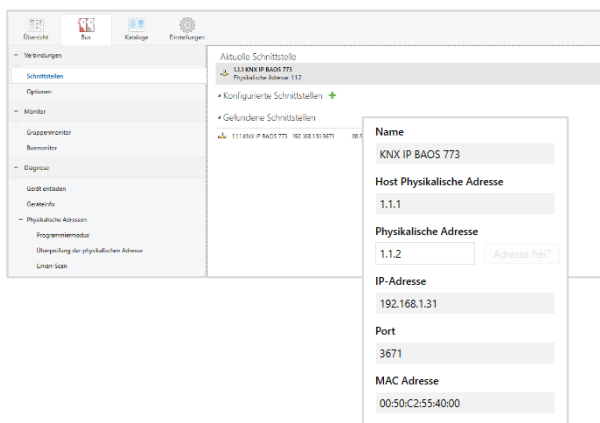 Übersicht
Bus
Kataloge
Einstellungen
− Verbindungen
Schnittstellen
Optionen
− Monitor
Gruppenmonitor
Busmonitor
− Diagnose
Gerät entladen
Geräteinfo
− Physikalische Adressen
Programmiermodus
Überprüfung der physikalischen Adresse
Linien-Scan
Aktuelle Schnittstelle
1.1.1 KNX IP BAOS 773
Physikalische Adresse: 1.1.2
Konfigurierte Schnittstellen +
Gefundene Schnittstellen
1.1.1 KNX IP BAOS 773 192.168.1.31:3671
Name
KNX IP BAOS 773
Host Physikalische Adresse
1.1.1
Physikalische Adresse
1.1.2
Adresse frei?
IP-Adresse
192.168.1.31
Port
3671
MAC Adresse
00:50:C2:55:40:00